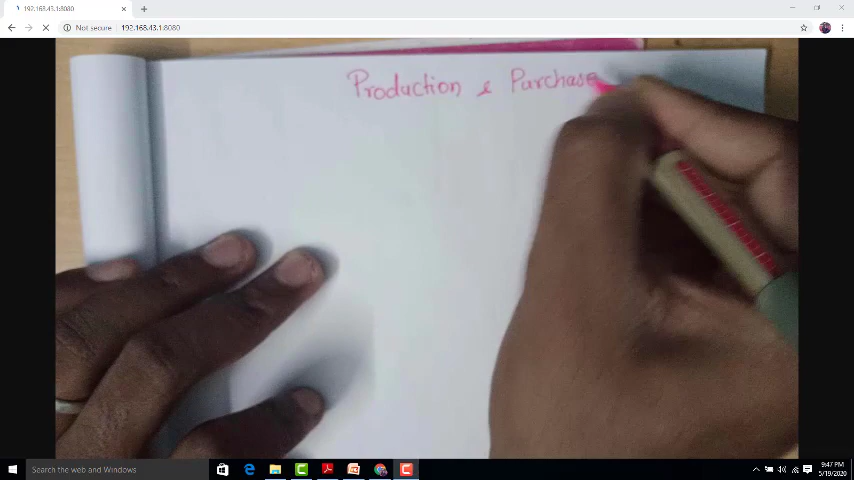 192.168.43.1:8080
Not secure
192.168.43.1:8080
Production & Purchase
Search the web and Windows
9:47 PM
5/19/2020